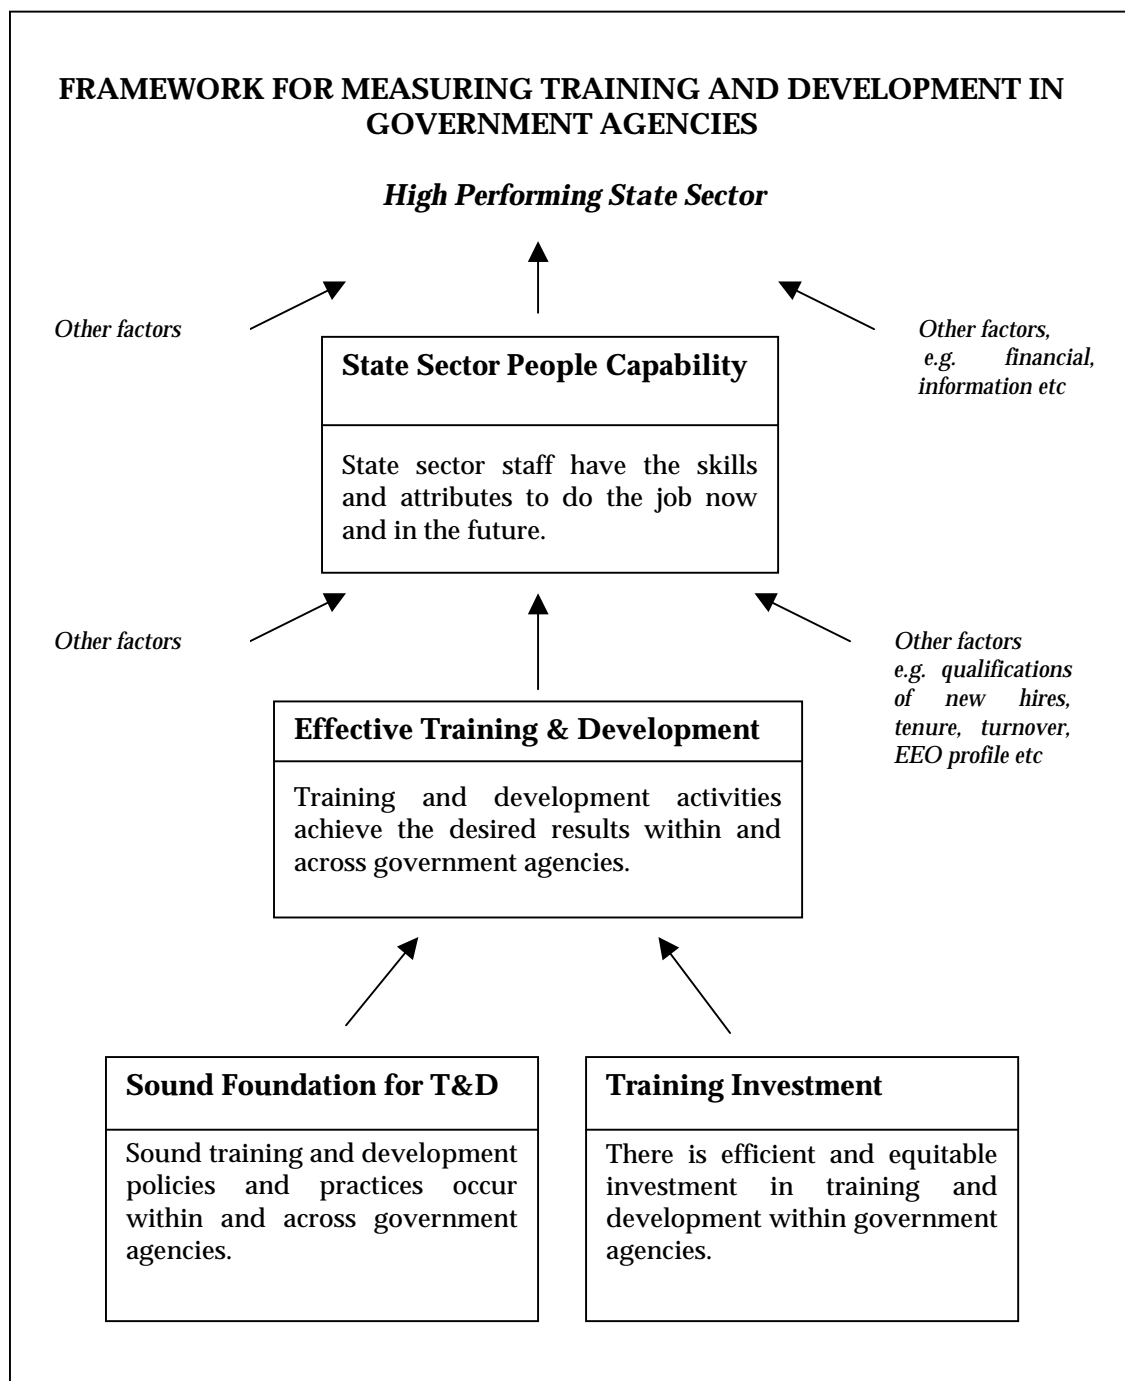 FRAMEWORK FOR MEASURING TRAINING AND DEVELOPMENT IN
GOVERNMENT AGENCIES
High Performing State Sector
Other factors
Other factors,
e.g. financial,
information etc
State Sector People Capability
State sector staff have the skills
and attributes to do the job now
and in the future.
Other factors
Other factors
e.g. qualifications
of new hires,
tenure, turnover,
EEO profile etc
Effective Training & Development
Training and development activities
achieve the desired results within and
across government agencies.
Sound Foundation for T&D
Sound training and development
policies and practices occur
within and across government
agencies.
Training Investment
There is efficient and equitable
investment in training and
development within government
agencies.